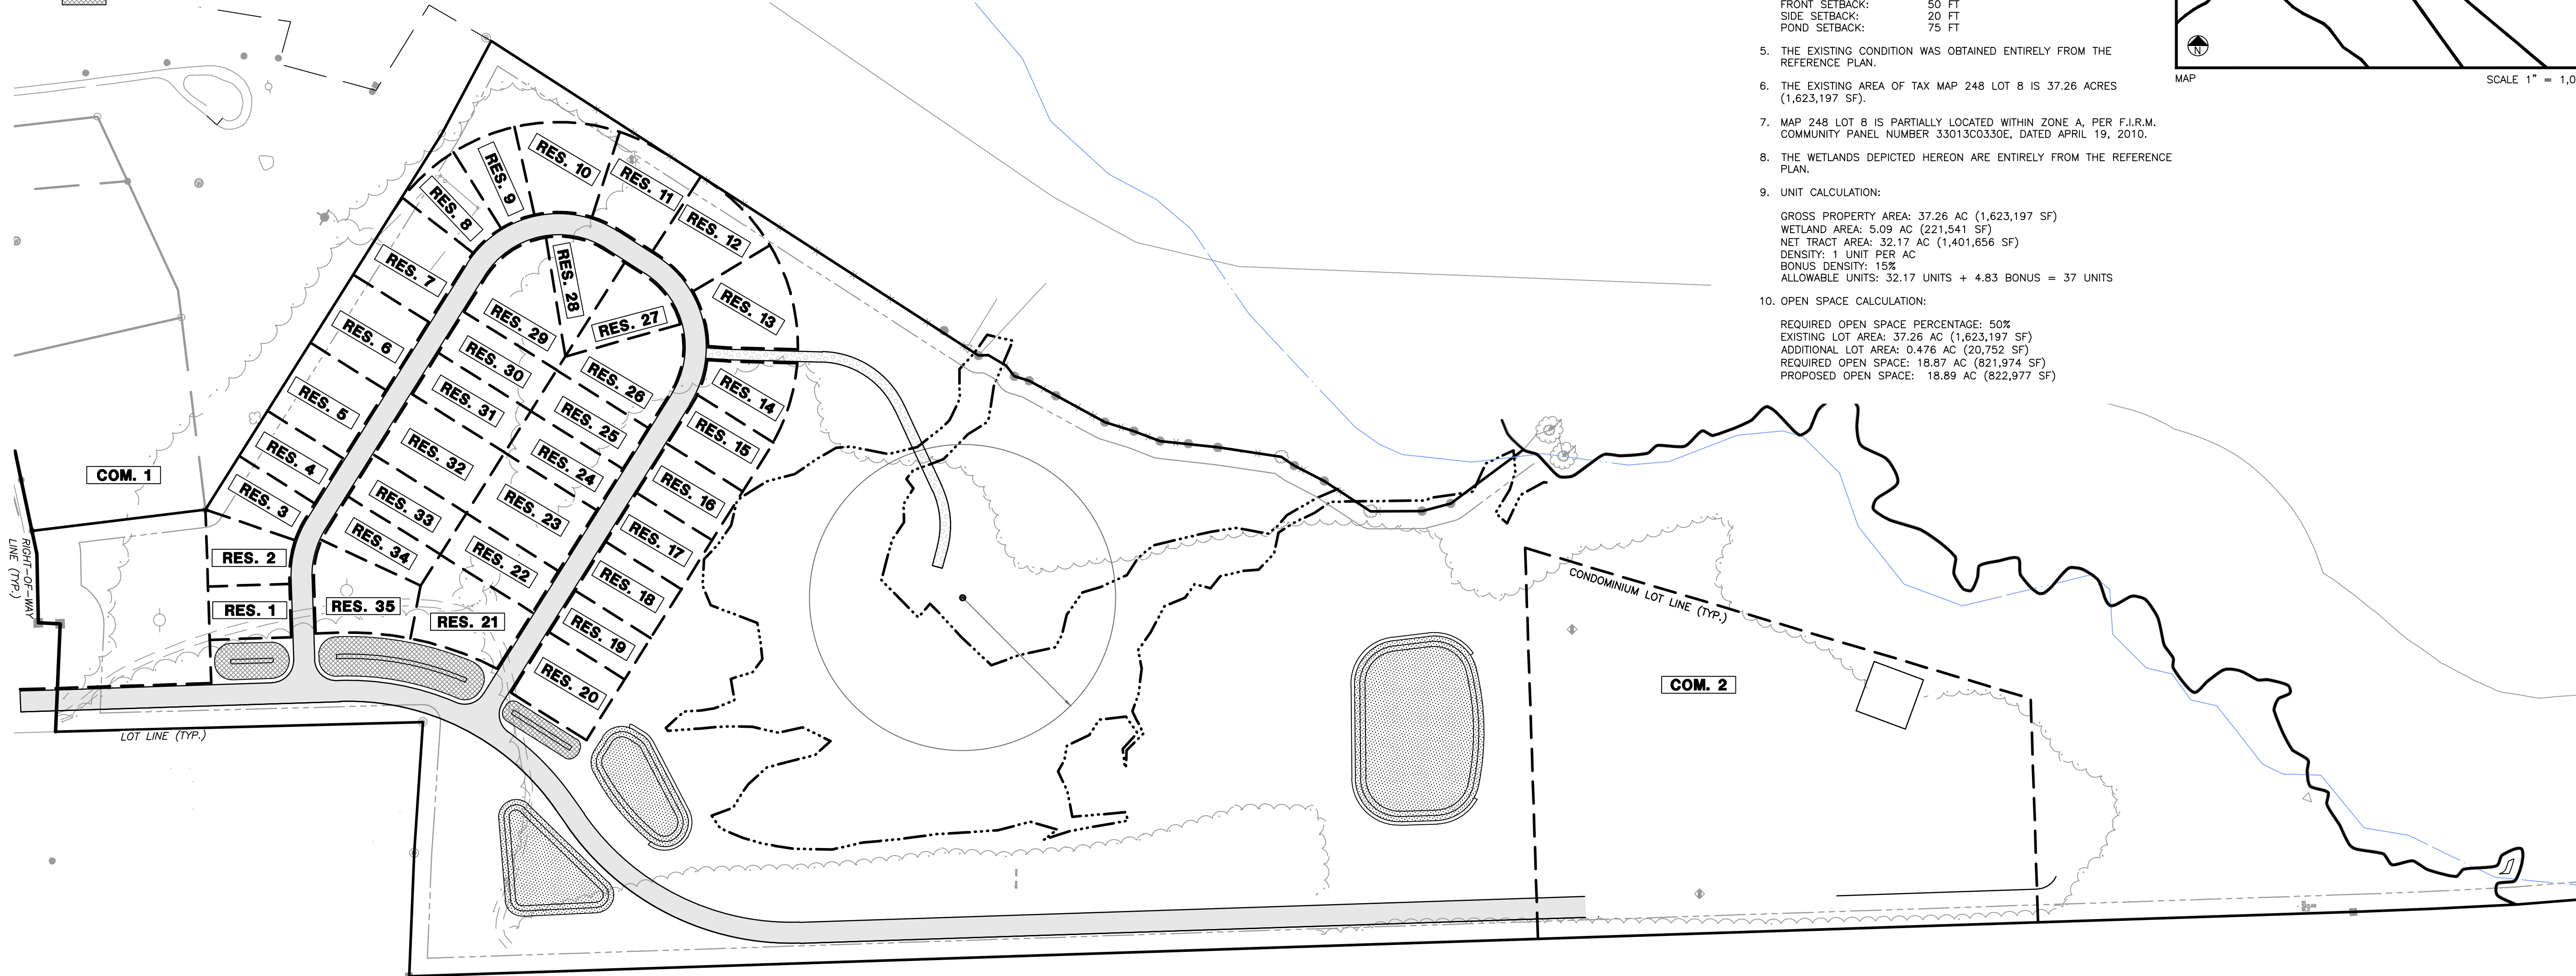 FRONT SETBACK: 50 FT
SIDE SETBACK: 20 FT
POND SETBACK: 75 FT
5. THE EXISTING CONDITION WAS OBTAINED ENTIRELY FROM THE
REFERENCE PLAN.
6. THE EXISTING AREA OF TAX MAP 248 LOT 8 IS 37.26 ACRES
(1,623,197 SF).
7. MAP 248 LOT 8 IS PARTIALLY LOCATED WITHIN ZONE A, PER F.I.R.M.
COMMUNITY PANEL NUMBER 33013C0330E, DATED APRIL 19, 2010.
8. THE WETLANDS DEPICTED HEREON ARE ENTIRELY FROM THE REFERENCE
PLAN.
9. UNIT CALCULATION:
GROSS PROPERTY AREA: 37.26 AC (1,623,197 SF)
WETLAND AREA: 5.09 AC (221,541 SF)
NET TRACT AREA: 32.17 AC (1,401,656 SF)
DENSITY: 1 UNIT PER AC
BONUS DENSITY: 15%
ALLOWABLE UNITS: 32.17 UNITS + 4.83 BONUS = 37 UNITS
10. OPEN SPACE CALCULATION:
REQUIRED OPEN SPACE PERCENTAGE: 50%
EXISTING LOT AREA: 37.26 AC (1,623,197 SF)
ADDITIONAL LOT AREA: 0.476 AC (20,752 SF)
REQUIRED OPEN SPACE: 18.87 AC (821,974 SF)
PROPOSED OPEN SPACE: 18.89 AC (822,977 SF)
N
MAP
SCALE 1" = 1,0
RES. 10
RES. 9
RES. 11
RES. 8
RES. 12
RES. 7
RES. 28
RES. 13
RES. 29
RES. 27
RES. 6
RES. 30
RES. 26
RES. 14
RES. 5
RES. 31
RES. 25
RES. 15
RES. 4
RES. 32
RES. 24
RES. 16
COM. 1
RES. 3
RES. 33
RES. 23
RES. 17
RES. 2
RES. 34
RES. 22
RES. 18
RES. 1
RES. 35
RES. 21
RES. 19
RES. 20
RIGHT-OF-WAY
LINE (TYP.)
LOT LINE (TYP.)
CONDOMINIUM LOT LINE (TYP.)
COM. 2